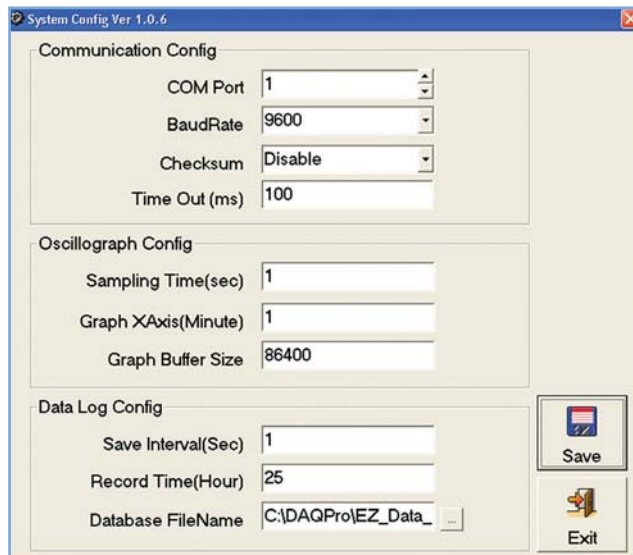 System Config Ver 1.0.6
Communication Config
COM Port 1
BaudRate 9600
Checksum Disable
Time Out (ms) 100
Oscillograph Config
Sampling Time(sec) 1
Graph XAxis(Minute) 1
Graph Buffer Size 86400
Data Log Config
Save Interval(Sec) 1
Record Time(Hour) 25
Database FileName C:\DAQPro\EZ_Data_ ...
Save
Exit